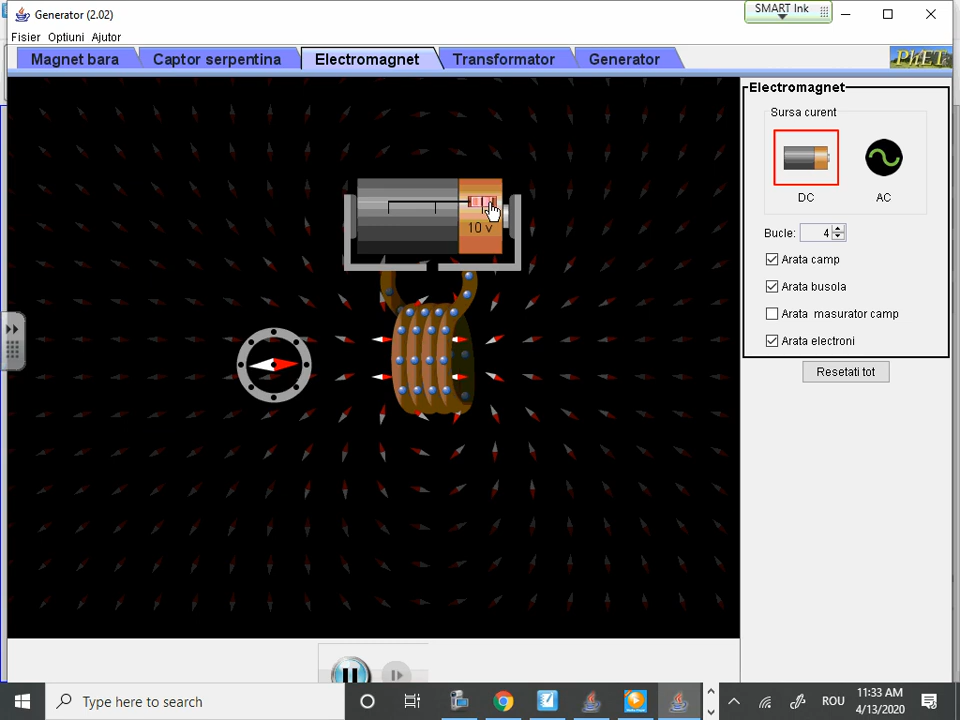 Generator (2.02)
SMART Ink
Fisier Optiuni Ajutor
Magnet bara
Captor serpentina
Electromagnet
Transformator
Generator
PhET
Electromagnet
Sursa curent
DC
AC
Bucle: 4
Arata camp
Arata busola
Arata masurator camp
Arata electroni
Resetati tot
10 v
Type here to search
ROU
11:33 AM
4/13/2020